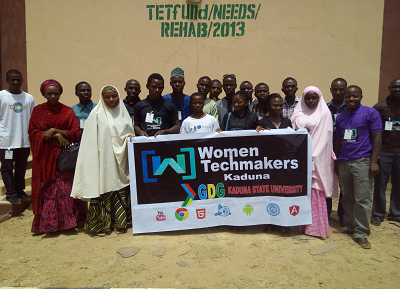 TETfund/NEEDS/
REHAB/2013
[W] Women
Techmakers
Kaduna
GDG KADUNA STATE UNIVERSITY